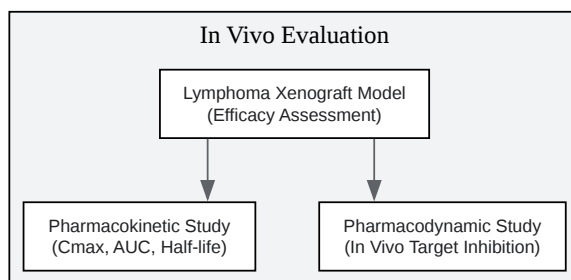 In Vivo Evaluation
Lymphoma Xenograft Model
(Efficacy Assessment)
Pharmacokinetic Study
(Cmax, AUC, Half-life)
Pharmacodynamic Study
(In Vivo Target Inhibition)